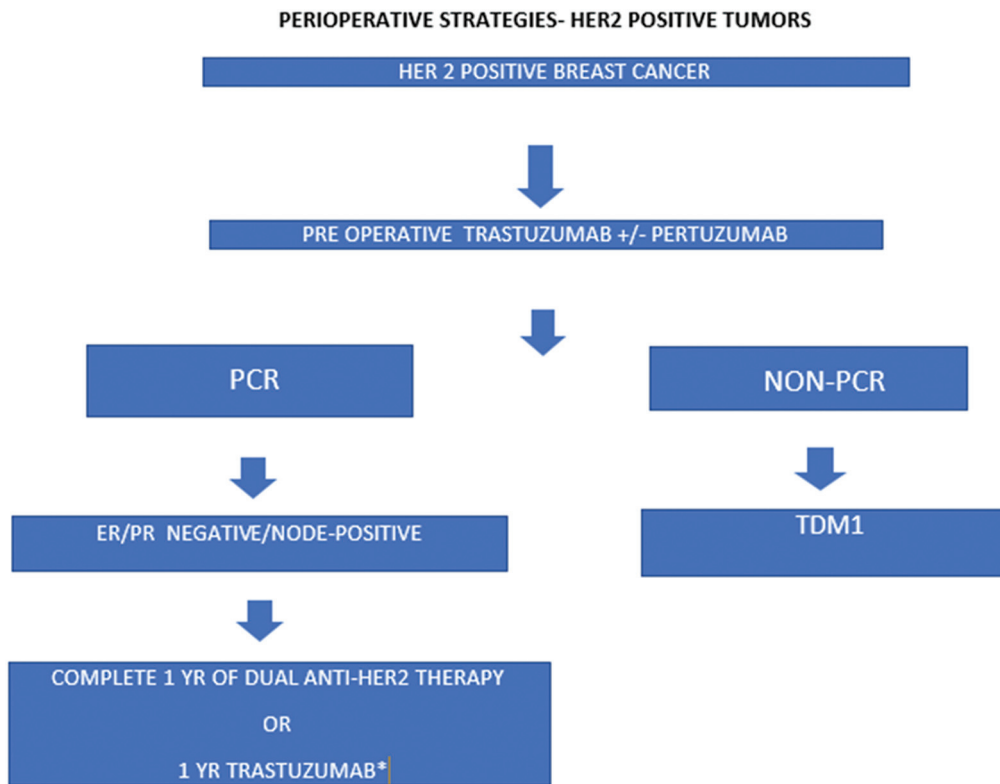 PERIOPERATIVE STRATEGIES- HER2 POSITIVE TUMORS
HER 2 POSITIVE BREAST CANCER
PRE OPERATIVE TRASTUZUMAB +/- PERTUZUMAB
PCR
NON-PCR
ER/PR NEGATIVE/NODE-POSITIVE
TDM1
COMPLETE 1 YR OF DUAL ANTI-HER2 THERAPY
OR
1 YR TRASTUZUMAB*